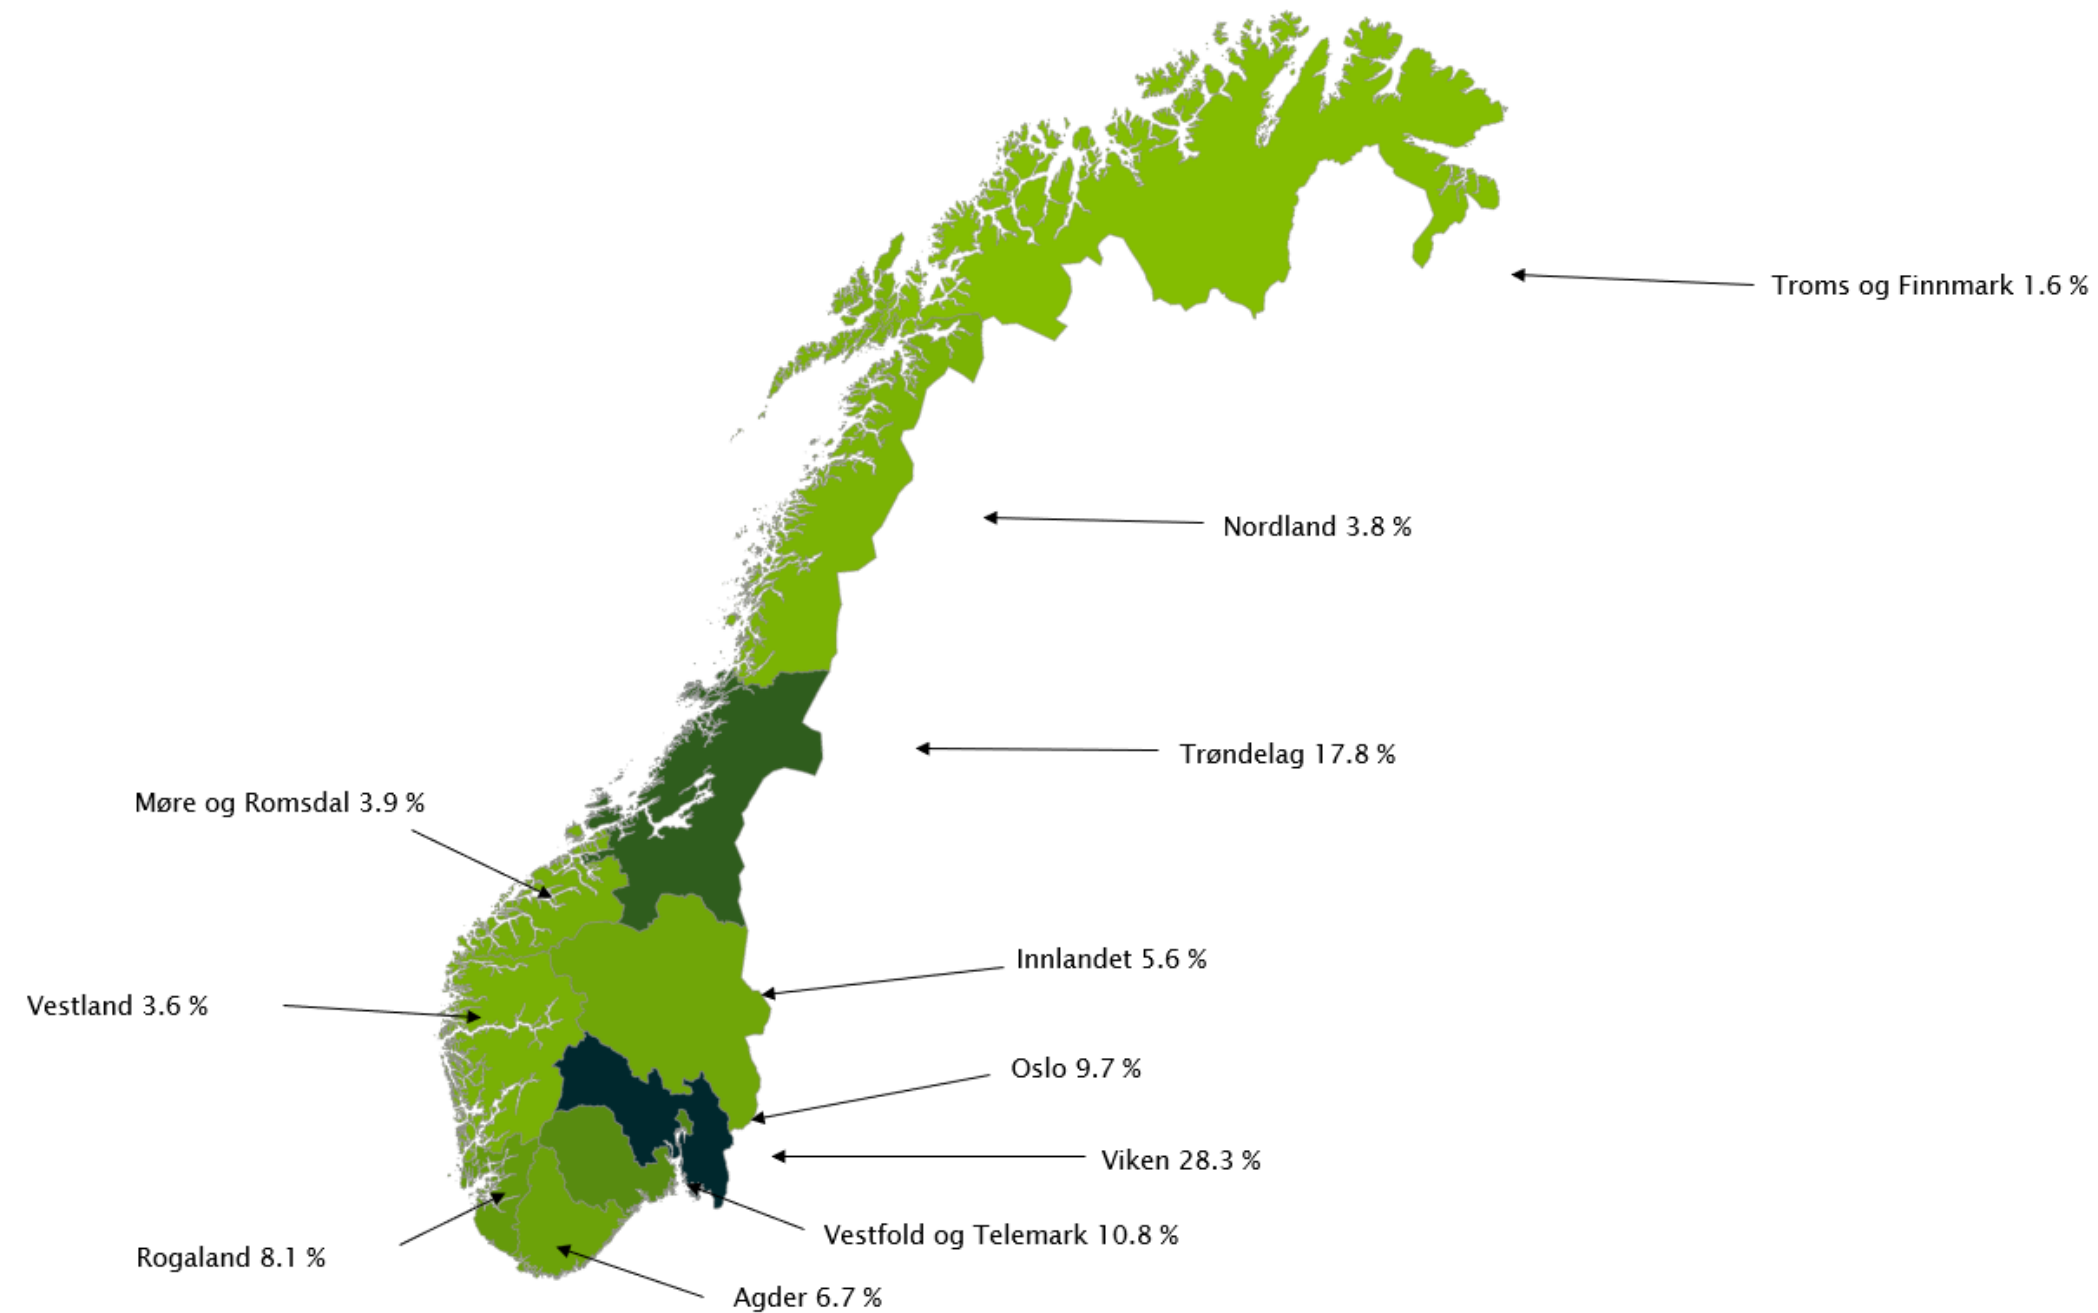 Troms og Finnmark 1.6 %
Nordland 3.8 %
Trøndelag 17.8 %
Møre og Romsdal 3.9 %
Innlandet 5.6 %
Vestland 3.6 %
Oslo 9.7 %
Viken 28.3 %
Vestfold og Telemark 10.8 %
Rogaland 8.1 %
Agder 6.7 %